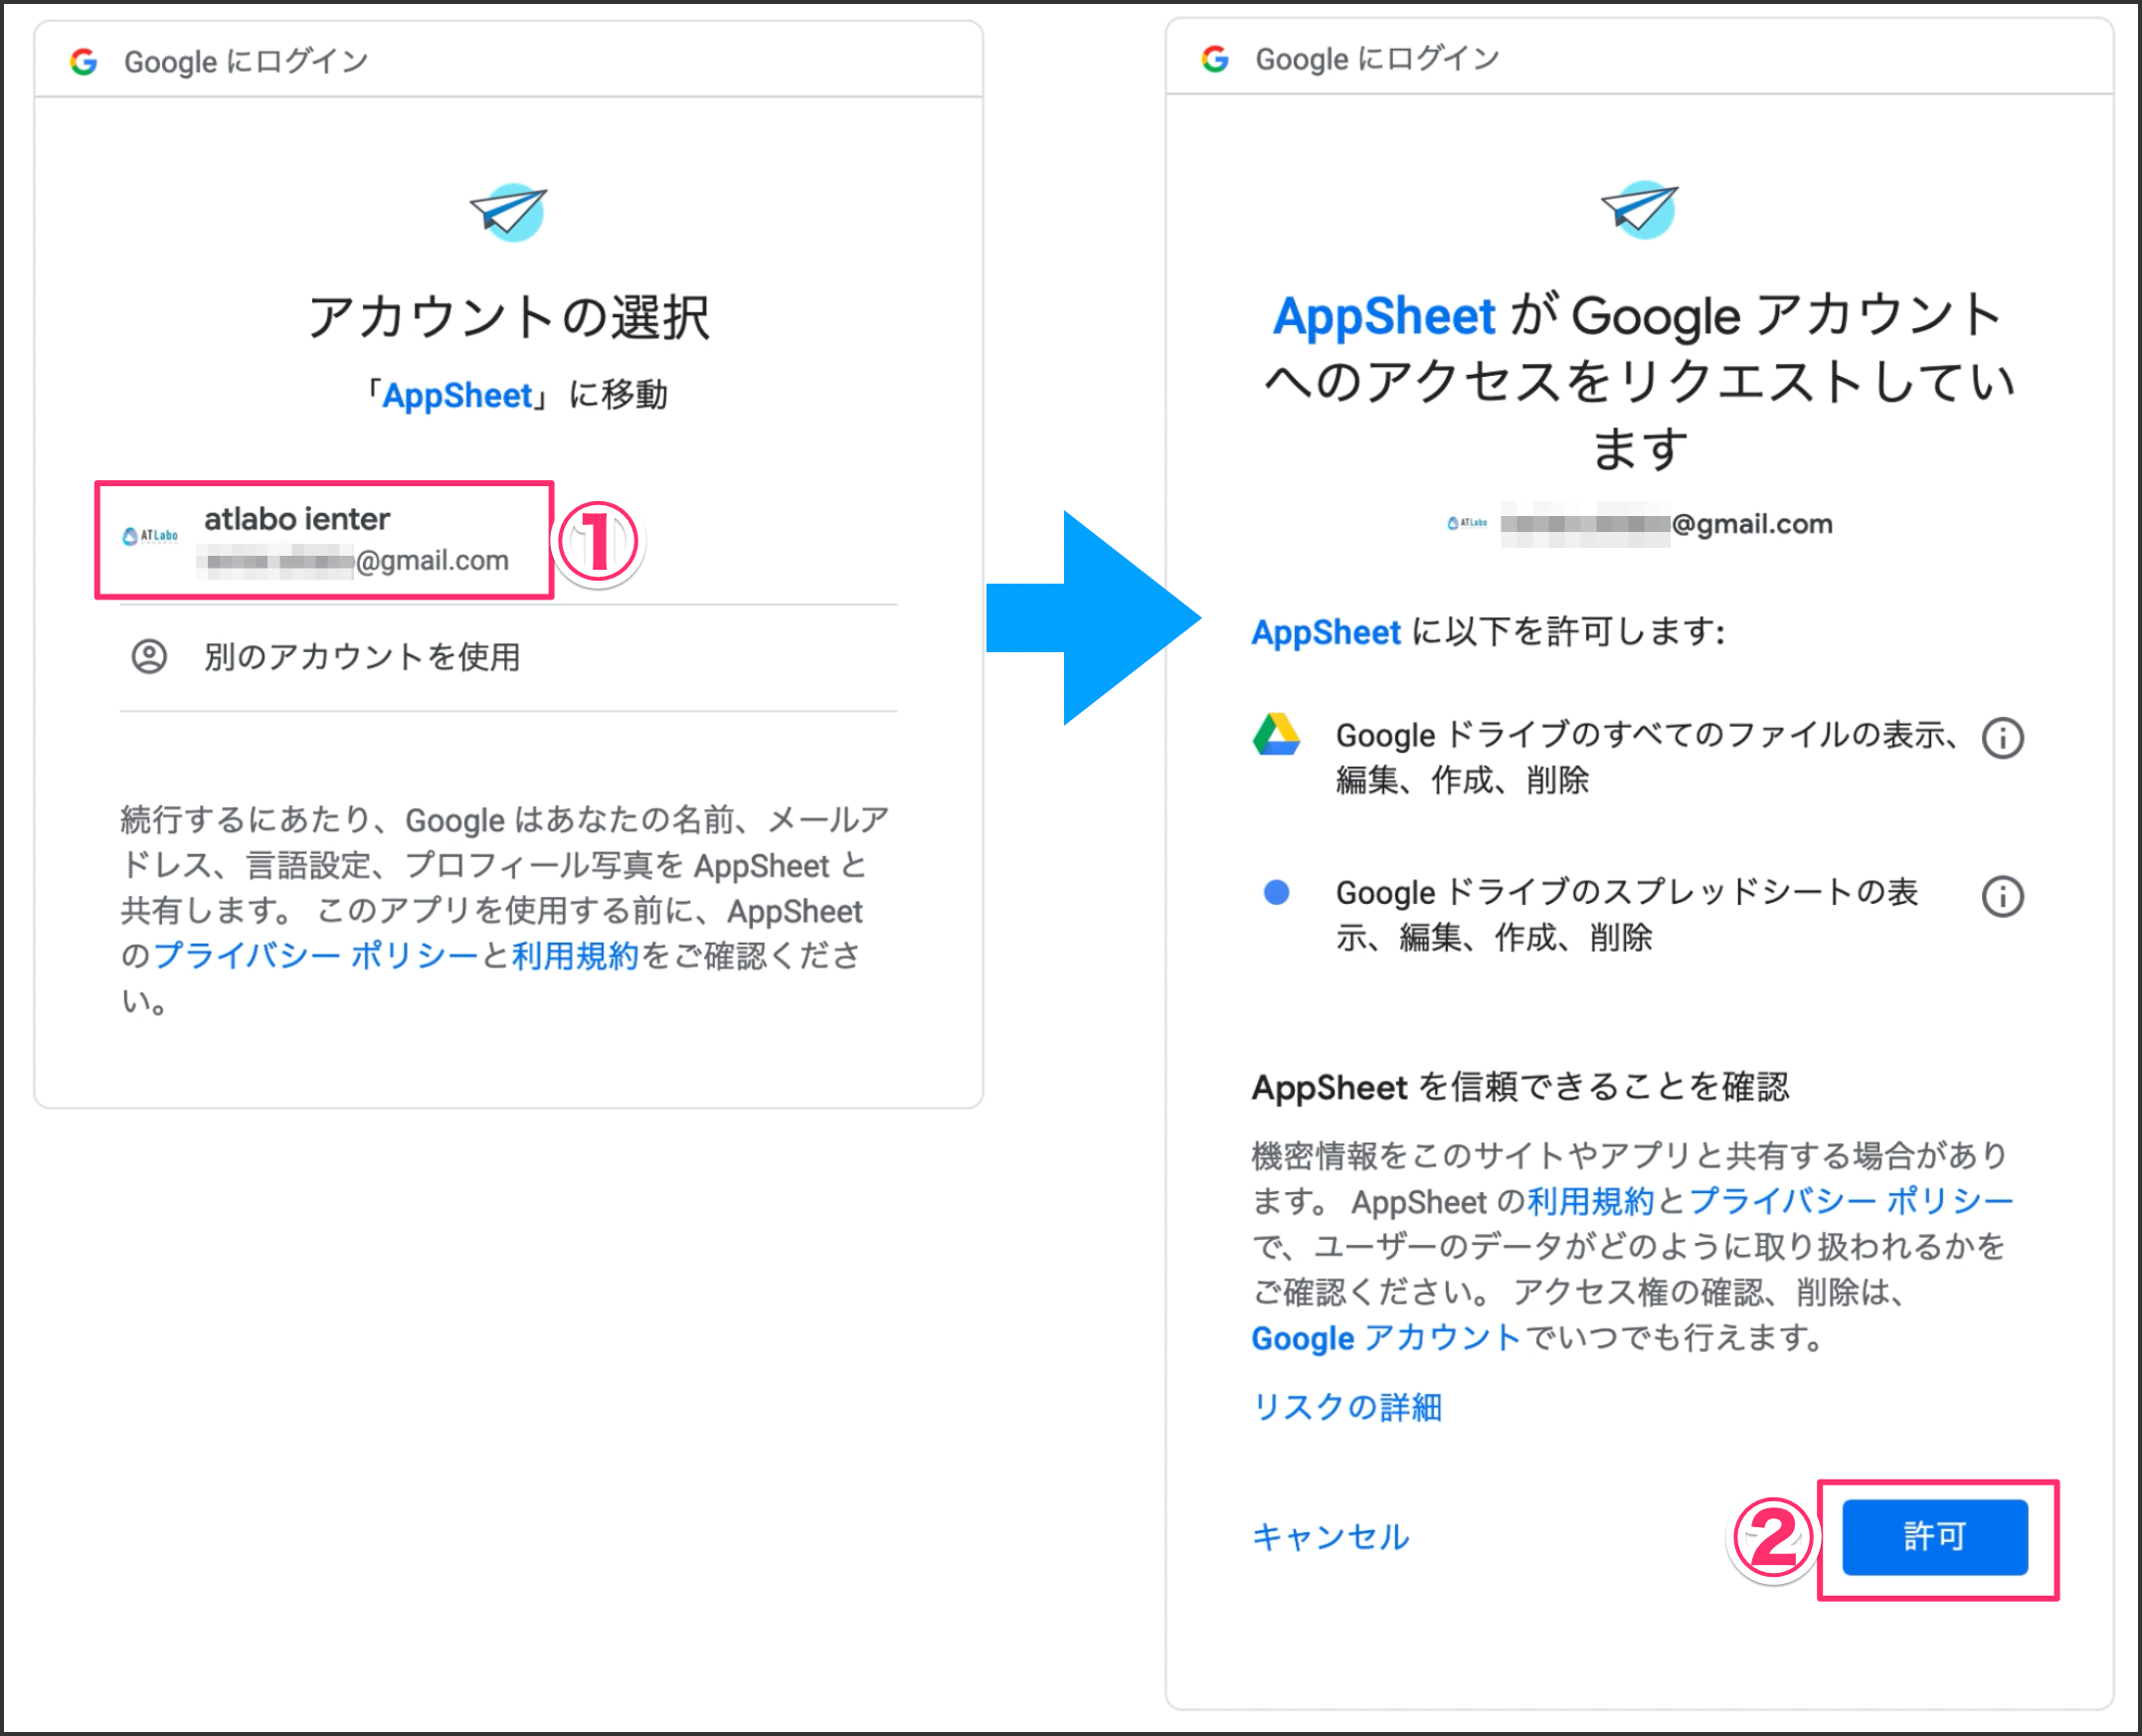 Google にログイン
アカウントの選択
「AppSheet」に移動
ATLabo
atlabo ienter
@gmail.com
①
別のアカウントを使用
続行するにあたり、Google はあなたの名前、メールア
ドレス、言語設定、プロフィール写真を AppSheet と
共有します。 このアプリを使用する前に、AppSheet
のプライバシー ポリシーと利用規約をご確認くださ
い。
Google にログイン
AppSheet が Google アカウント
へのアクセスをリクエストしてい
ます
ATLabo
@gmail.com
AppSheet に以下を許可します:
Google ドライブのすべてのファイルの表示、
編集、作成、削除
Google ドライブのスプレッドシートの表
示、編集、作成、削除
AppSheet を信頼できることを確認
機密情報をこのサイトやアプリと共有する場合があり
ます。 AppSheet の利用規約とプライバシー ポリシー
で、ユーザーのデータがどのように取り扱われるかを
ご確認ください。 アクセス権の確認、削除は、
Google アカウントでいつでも行えます。
リスクの詳細
キャンセル
②
許可